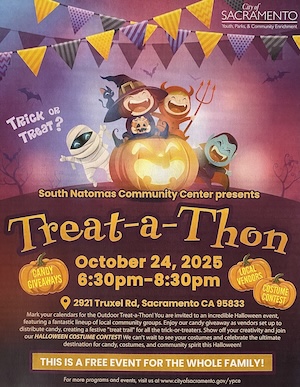 City of
SACRAMENTO
Youth, Parks, & Community Enrichment
TRICK OR
TREAT?
South Natomas Community Center presents
Treat-a-Thon
October 24, 2025
6:30pm-8:30pm
CANDY
GIVEAWAYS
LOCAL
VENDORS
COSTUME
CONTEST
2921 Truxel Rd, Sacramento CA 95833
Mark your calendars for the Outdoor Treat-a-Thon! You are invited to an incredible Halloween event,
featuring a fantastic lineup of local community groups. Enjoy our candy giveaway as vendors set up to
distribute candy, creating a festive "treat trail" for all the trick-or-treaters. Show off your creativity and join
our HALLOWEEN COSTUME CONTEST! We can't wait to see your costumes and celebrate the ultimate
destination for candy, costumes, and community spirit this Halloween!
THIS IS A FREE EVENT FOR THE WHOLE FAMILY!
For more programs and events, visit us at www.cityofsacramento.gov/ypce